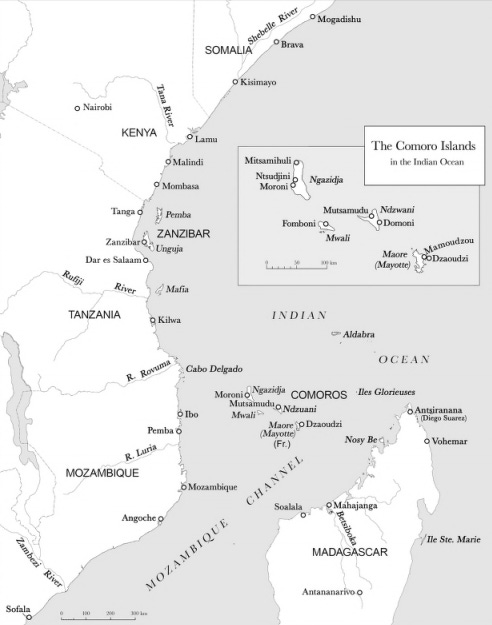 Mogadishu
Shebelle River
SOMALIA
Brava
Kisimayo
Nairobi
Tana River
KENYA
Lamu
Malindi
Mombasa
The Comoro Islands
in the Indian Ocean
Mitsamihuli
Ntsudjini
Moroni
Ngazidja
Mutsamudu
Ndzwani
Domoni
Fomboni
Mwali
Maore
(Mayotte)
Mamoudzou
Dzaoudzi
0 50 100 km
Tanga
Pemba
ZANZIBAR
Zanzibar
Unguja
Dar es Salaam
Rufiji
River
Mafia
TANZANIA
Kilwa
INDIAN
OCEAN
Aldabra
R. Rovuma
Cabo Delgado
Moroni
Ngazidja
COMOROS
Mutsamudu
Ndzuani
Mwali
Maore
(Mayotte)
(Fr.)
Dzaoudzi
Iles Glorieuses
Antsiranana
(Diego Suarez)
Nosy Be
Vohemar
Ibo
Pemba
R. Luria
MOZAMBIQUE
Mozambique
Angoche
MOZAMBIQUE CHANNEL
Soalala
Mahajanga
Betsiboka
MADAGASCAR
Ile Ste. Marie
Antananarivo
Zambezi River
Sofala
0 100 200 300 km